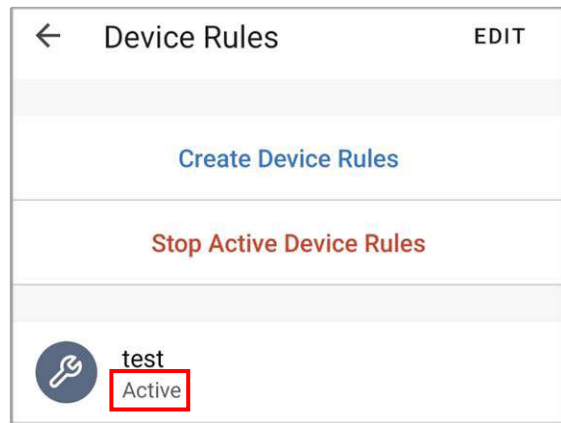 Device Rules EDIT
Create Device Rules
Stop Active Device Rules
test
Active